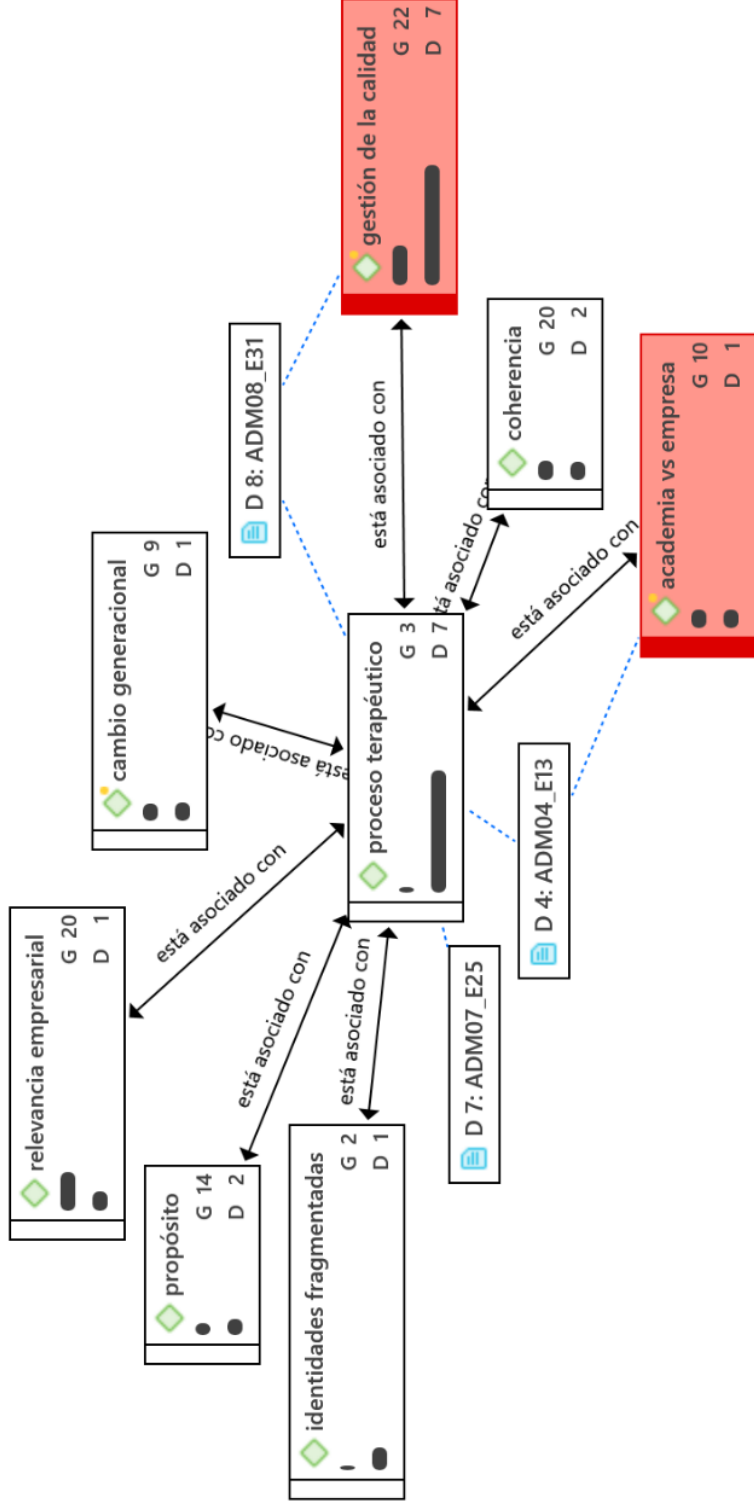 relevancia empresarial
G 20
D 1
cambio generacional
G 9
D 1
propósito
G 14
D 2
está asociado con
está asociado co
D 8: ADM08_E31
está asociado con
identidades fragmentadas
G 2
D 1
está asociado con
proceso terapéutico
G 3
D 7
está asociado con
gestión de la calidad
G 22
D 7
tá asociado co
D 7: ADM07_E25
coherencia
G 20
D 2
D 4: ADM04_E13
está asociado con
academia vs empresa
G 10
D 1